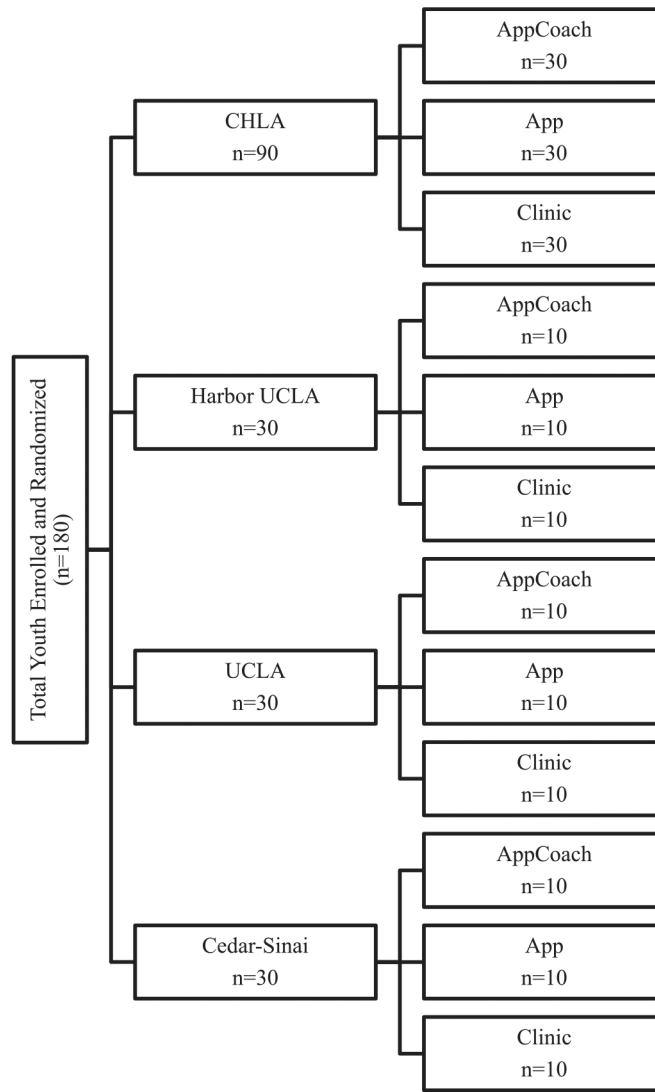 Total Youth Enrolled and Randomized
(n=180)
CHLA
n=90
AppCoach
n=30
App
n=30
Clinic
n=30
Harbor UCLA
n=30
AppCoach
n=10
App
n=10
Clinic
n=10
UCLA
n=30
AppCoach
n=10
App
n=10
Clinic
n=10
Cedar-Sinai
n=30
AppCoach
n=10
App
n=10
Clinic
n=10